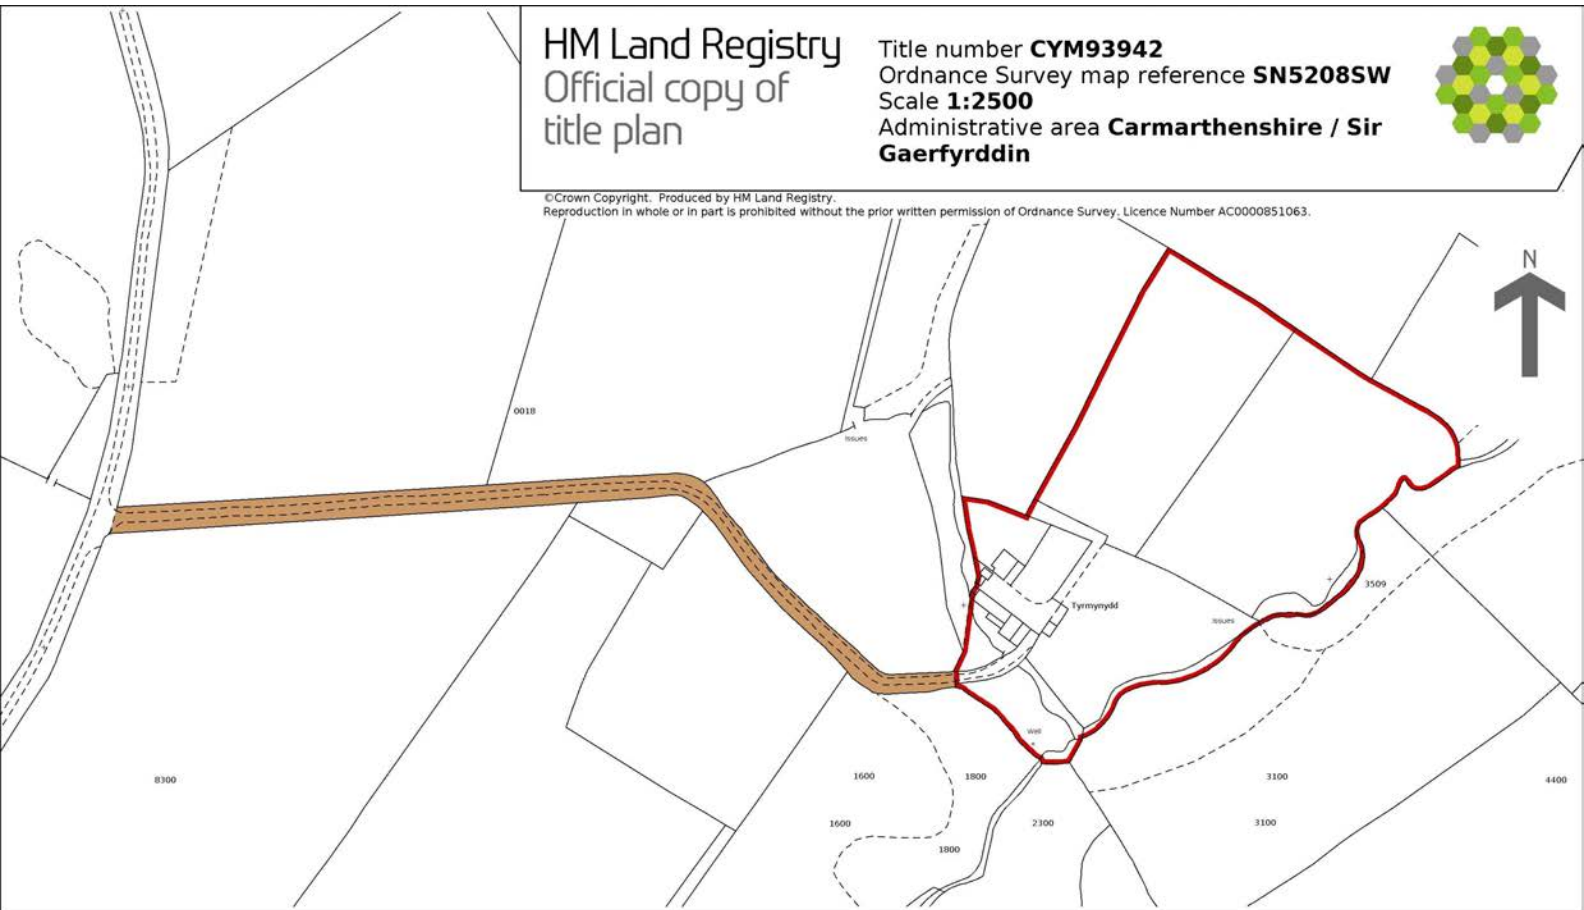 HM Land Registry
Official copy of
title plan
Title number CYM93942
Ordnance Survey map reference SN5208SW
Scale 1:2500
Administrative area Carmarthenshire / Sir
Gaerfyrddin
©Crown Copyright. Produced by HM Land Registry.
Reproduction in whole or in part is prohibited without the prior written permission of Ordnance Survey. Licence Number AC0000851063.
N
0018
Issues
3509
Tyrmynydd
Issues
Well
8300
1600
1800
3100
4400
1600
2300
3100
1800